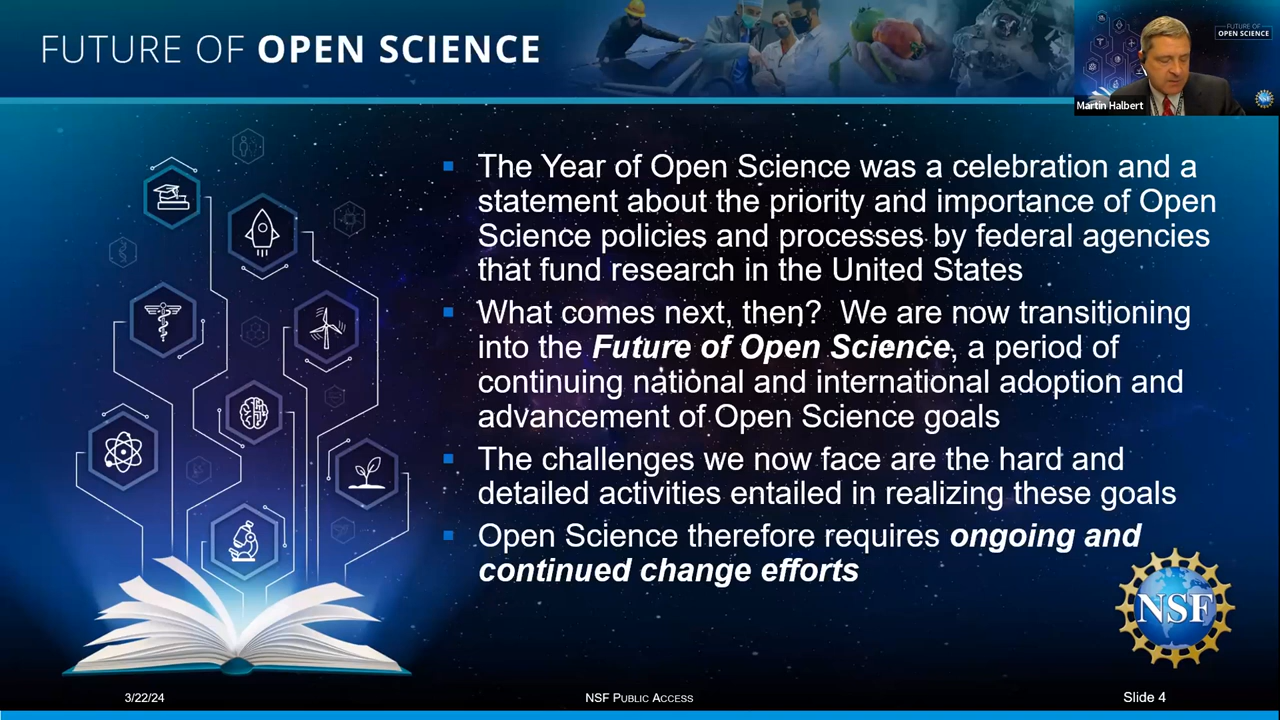 FUTURE OF OPEN SCIENCE
FUTURE OF
OPEN SCIENCE
Martin Halbert
▪ The Year of Open Science was a celebration and a
statement about the priority and importance of Open
Science policies and processes by federal agencies
that fund research in the United States
▪ What comes next, then?  We are now transitioning
into the Future of Open Science, a period of
continuing national and international adoption and
advancement of Open Science goals
▪ The challenges we now face are the hard and
detailed activities entailed in realizing these goals
▪ Open Science therefore requires ongoing and
continued change efforts
NSF
3/22/24
NSF Public Access
Slide 4